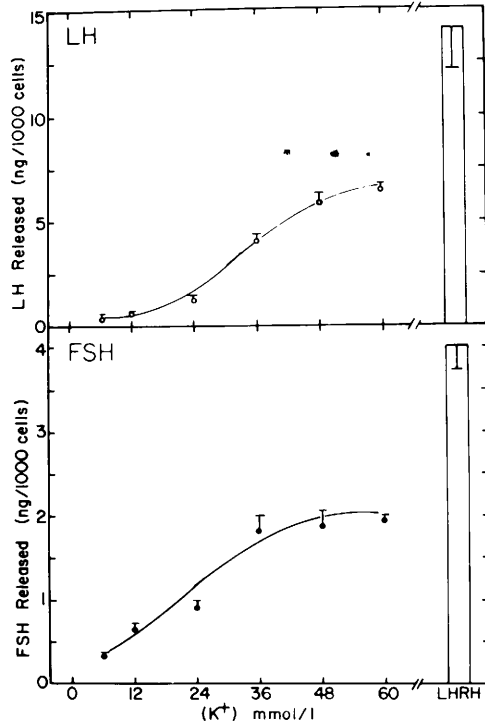 LH
15
10
5
0
LH Released (ng/1000 cells)
FSH
4
3
2
1
0
FSH Released (ng/1000 cells)
0 12 24 36 48 60 LHRH
(K+) mmol/l